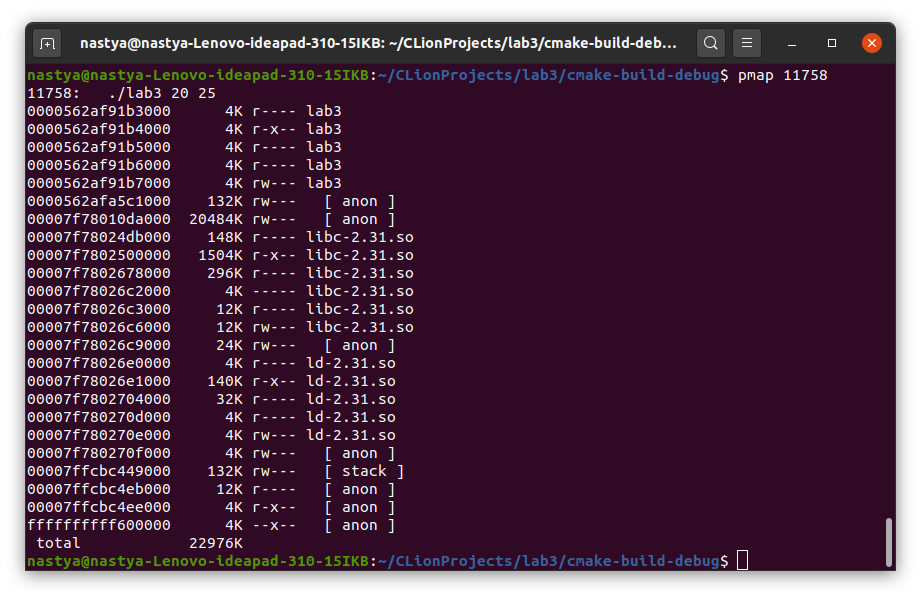 nastya@nastya-Lenovo-ideapad-310-15IKB: ~/CLionProjects/lab3/cmake-build-deb...
nastya@nastya-Lenovo-ideapad-310-15IKB:~/CLionProjects/lab3/cmake-build-debug$ pmap 11758
11758:   ./lab3 20 25
0000562af91b3000      4K r---- lab3
0000562af91b4000      4K r-x-- lab3
0000562af91b5000      4K r---- lab3
0000562af91b6000      4K r---- lab3
0000562af91b7000      4K rw--- lab3
0000562afa5c1000    132K rw---   [ anon ]
00007f78010da000  20484K rw---   [ anon ]
00007f78024db000    148K r---- libc-2.31.so
00007f7802500000   1504K r-x-- libc-2.31.so
00007f7802678000    296K r---- libc-2.31.so
00007f78026c2000      4K ----- libc-2.31.so
00007f78026c3000     12K r---- libc-2.31.so
00007f78026c6000     12K rw--- libc-2.31.so
00007f78026c9000     24K rw---   [ anon ]
00007f78026e0000      4K r---- ld-2.31.so
00007f78026e1000    140K r-x-- ld-2.31.so
00007f7802704000     32K r---- ld-2.31.so
00007f780270d000      4K r---- ld-2.31.so
00007f780270e000      4K rw--- ld-2.31.so
00007f780270f000      4K rw---   [ anon ]
00007ffcbc449000    132K rw---   [ stack ]
00007ffcbc4eb000     12K r----   [ anon ]
00007ffcbc4ee000      4K r-x--   [ anon ]
ffffffffff600000      4K --x--   [ anon ]
 total            22976K
nastya@nastya-Lenovo-ideapad-310-15IKB:~/CLionProjects/lab3/cmake-build-debug$